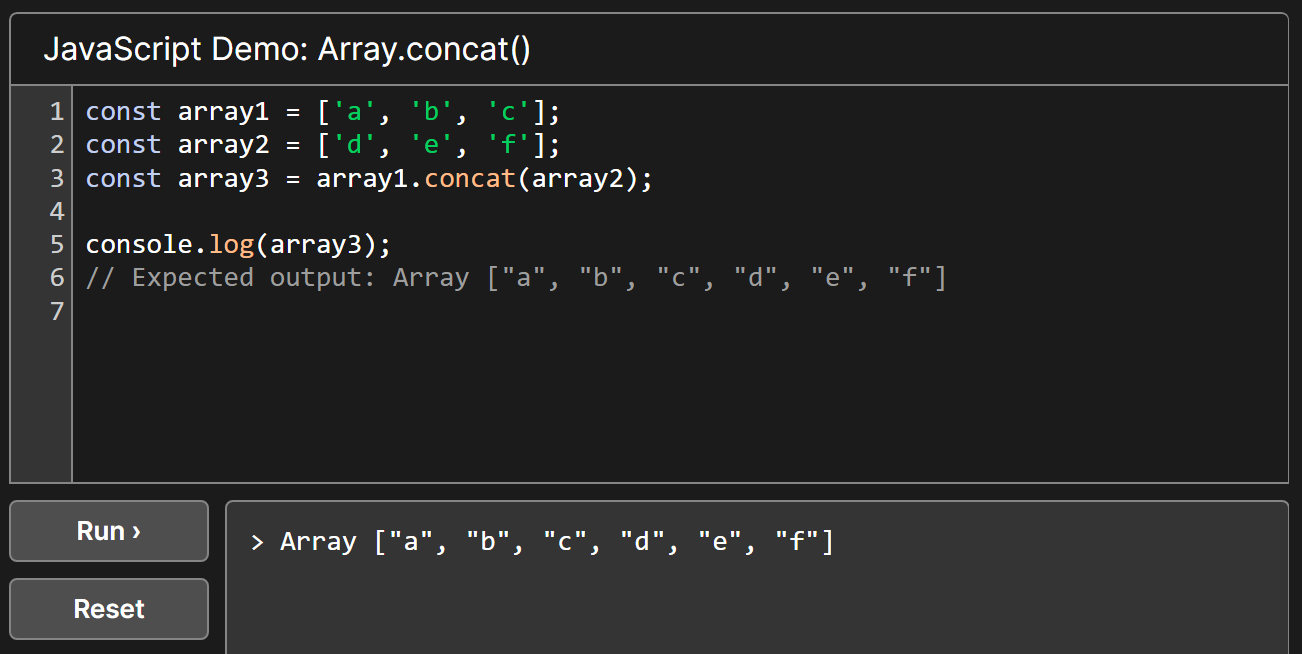 JavaScript Demo: Array.concat()
1 const array1 = ['a', 'b', 'c'];
2 const array2 = ['d', 'e', 'f'];
3 const array3 = array1.concat(array2);
4
5 console.log(array3);
6 // Expected output: Array ["a", "b", "c", "d", "e", "f"]
7
Run ›
> Array ["a", "b", "c", "d", "e", "f"]
Reset